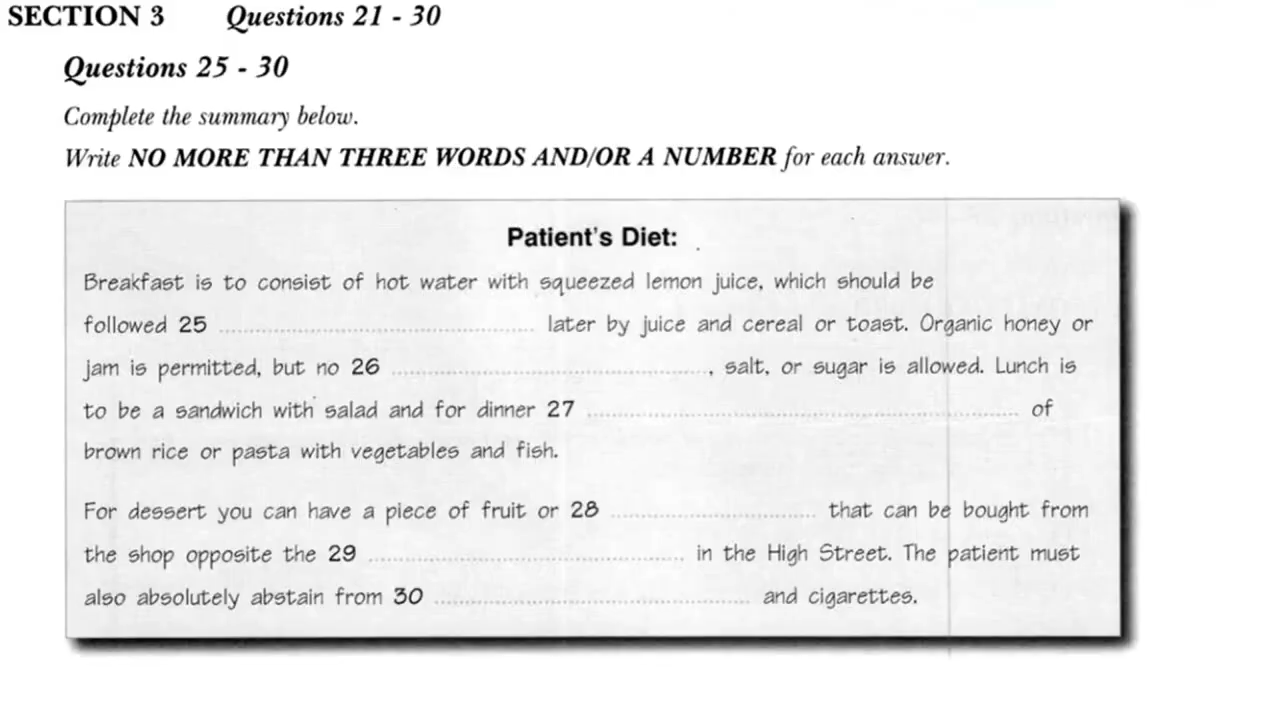 SECTION 3 Questions 21 - 30
Questions 25 - 30
Complete the summary below.
Write NO MORE THAN THREE WORDS AND/OR A NUMBER for each answer.
Patient's Diet:
Breakfast is to consist of hot water with squeezed lemon juice, which should be
followed 25 ........................................ later by juice and cereal or toast. Organic honey or
jam is permitted, but no 26 ........................................, salt, or sugar is allowed. Lunch is
to be a sandwich with salad and for dinner 27 ........................................ of
brown rice or pasta with vegetables and fish.
For dessert you can have a piece of fruit or 28 .............................. that can be bought from
the shop opposite the 29 ........................................ in the High Street. The patient must
also absolutely abstain from 30 ........................................ and cigarettes.